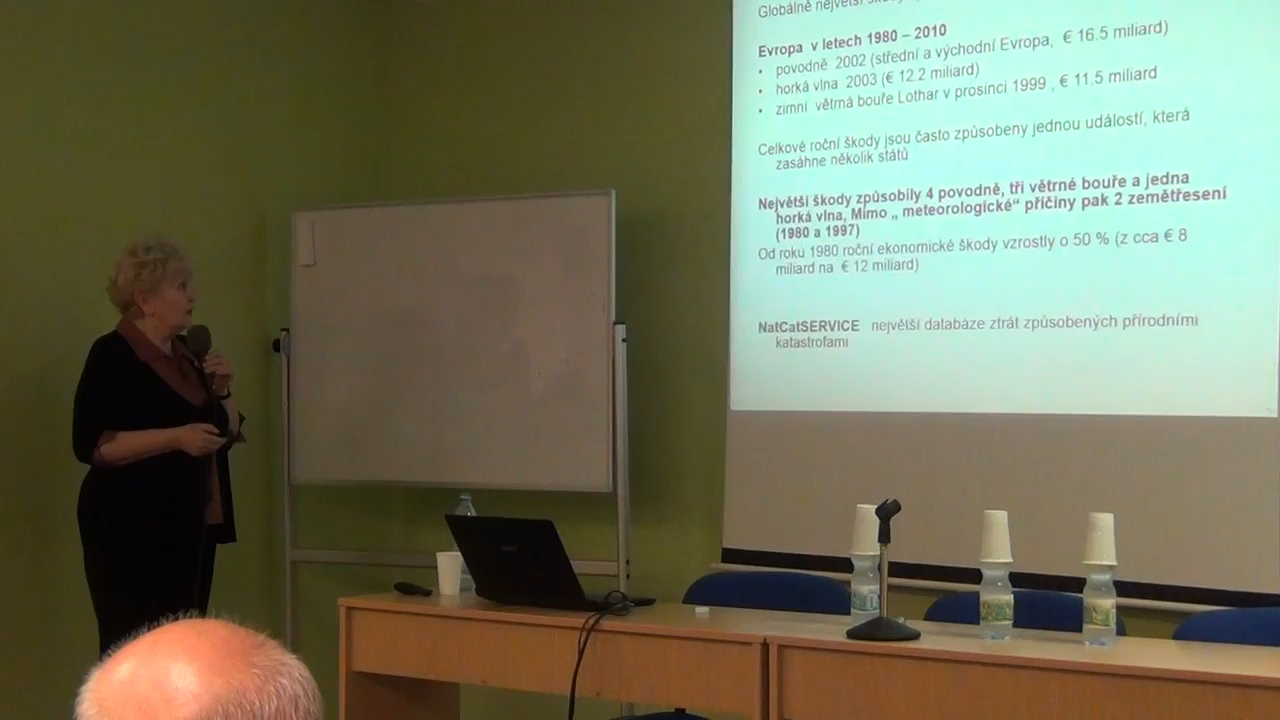 Globálně největší
Evropa v letech 1980 – 2010
• povodně 2002 (střední a východní Evropa, € 16.5 miliard)
• horká vlna 2003 (€ 12.2 miliard)
• zimní větrná bouře Lothar v prosinci 1999 , € 11.5 miliard
Celkové roční škody jsou často způsobeny jednou událostí, která
zasáhne několik států
Největší škody způsobily 4 povodně, tři větrné bouře a jedna
horká vlna, Mimo „ meteorologické“ příčiny pak 2 zemětřesení
(1980 a 1997)
Od roku 1980 roční ekonomické škody vzrostly o 50 % (z cca € 8
miliard na € 12 miliard)
NatCatSERVICE největší databáze ztrát způsobených přírodními
katastrofami